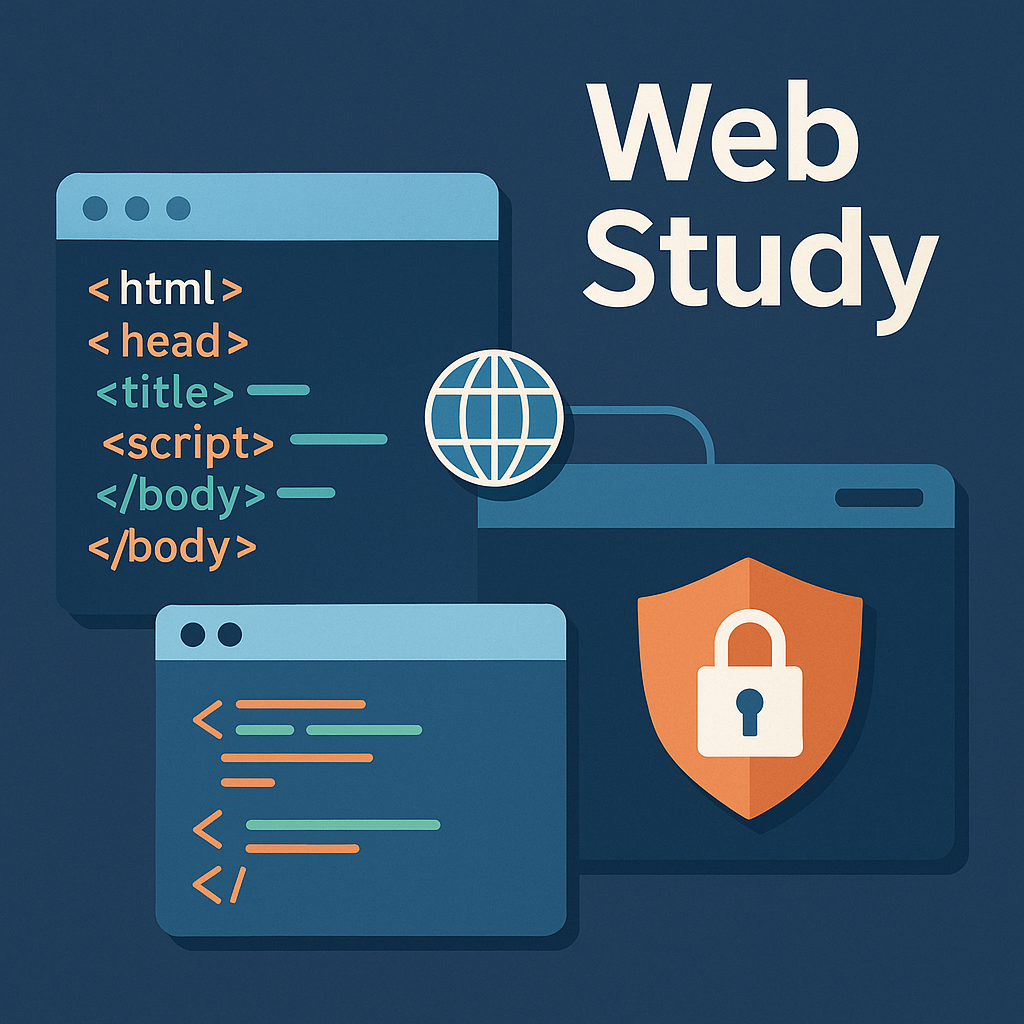 Web
Study
<html>
<head>
<title>
<script>
</body>
</body>
<
<
</